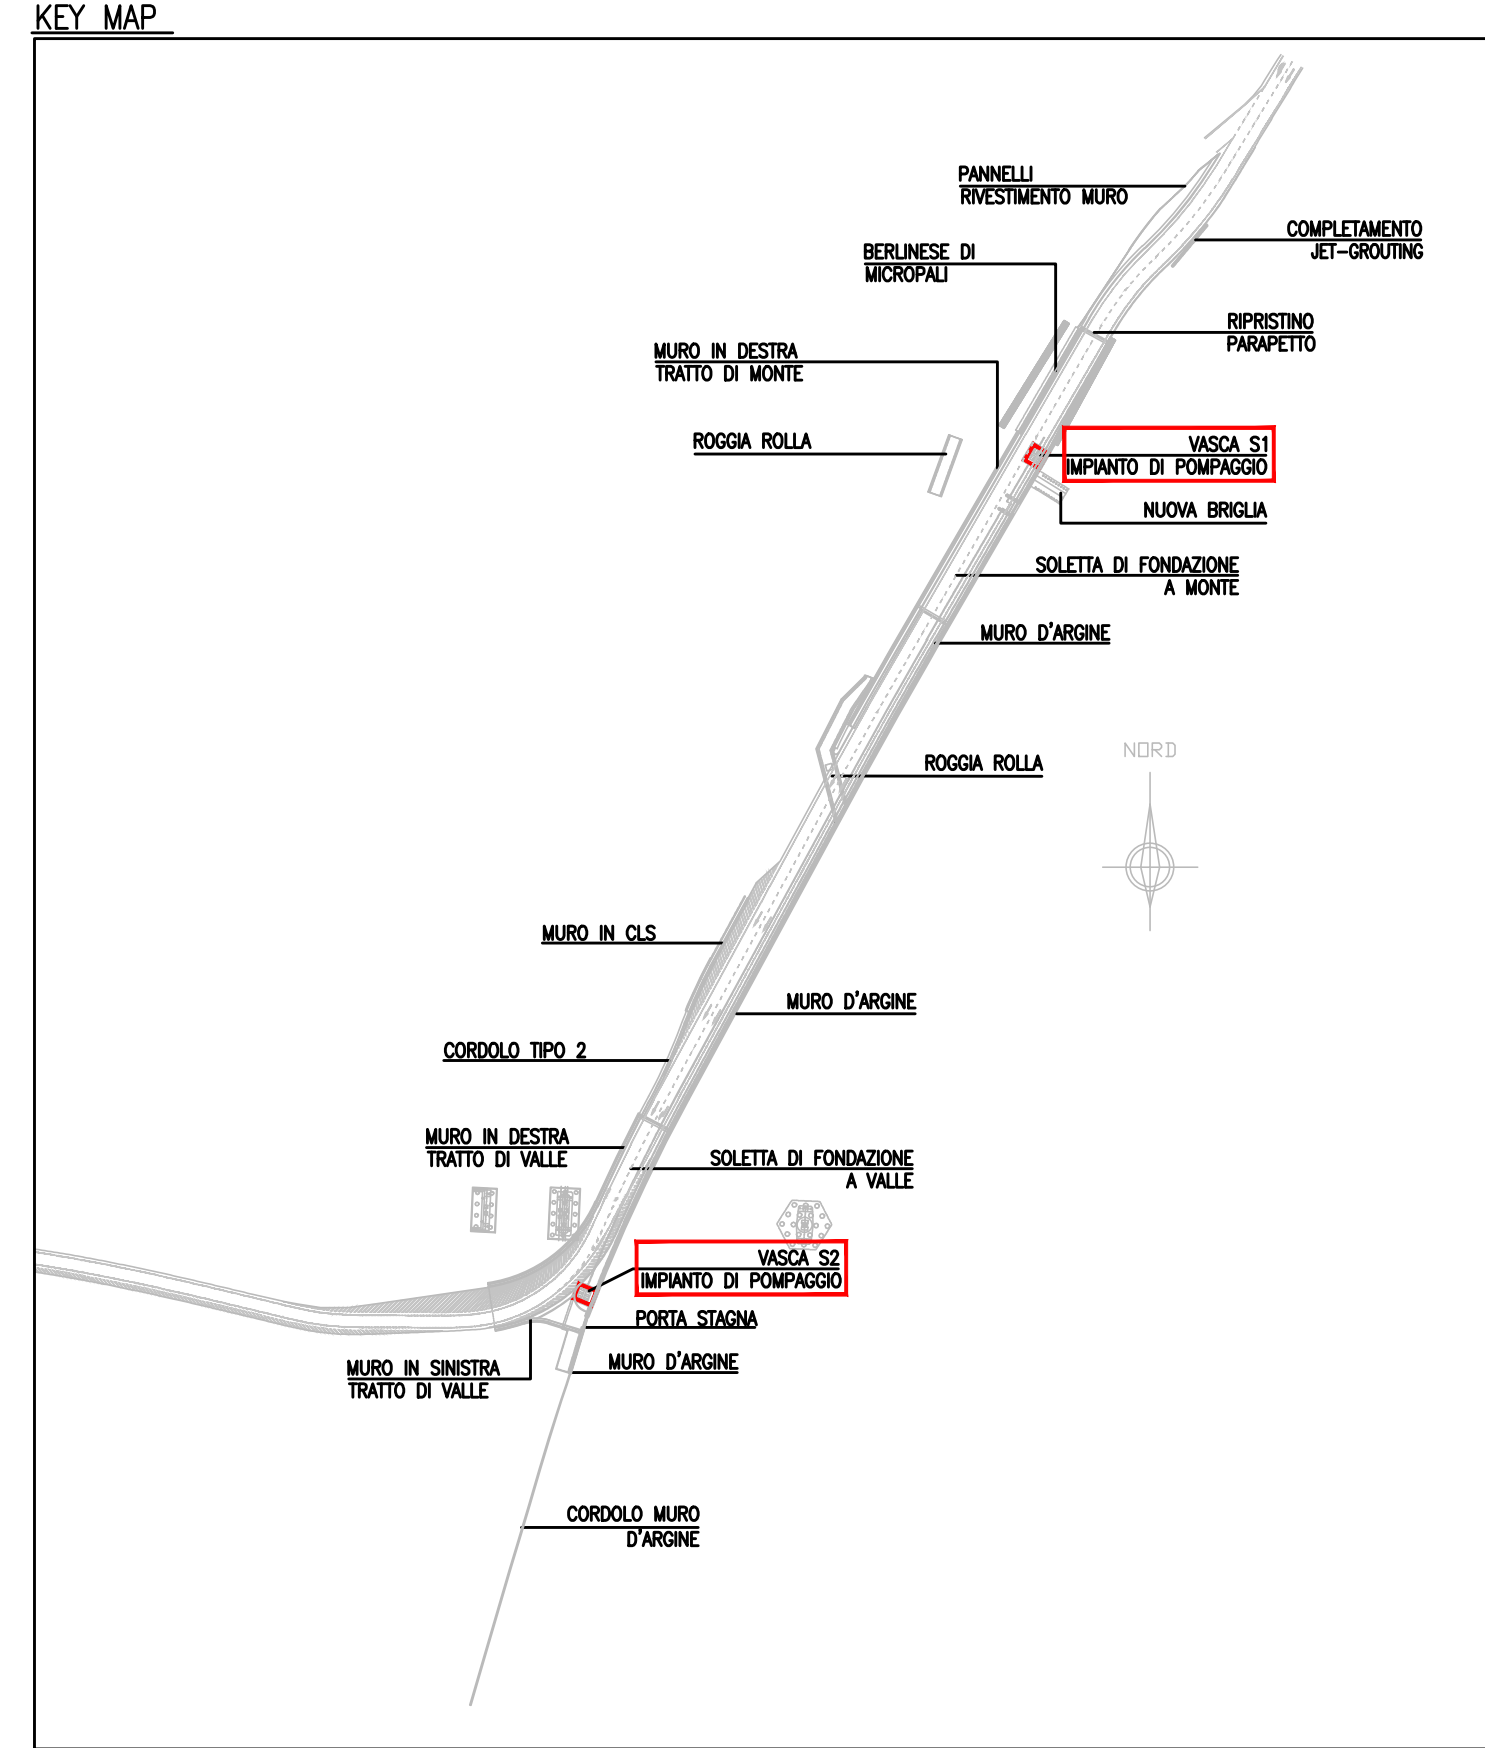 KEY MAP
PANNELLI
RIVESTIMENTO MURO
COMPLETAMENTO
JET-GROUTING
BERLINESE DI
MICROPALI
RIPRISTINO
PARAPETTO
MURO IN DESTRA
TRATTO DI MONTE
ROGGIA ROLLA
VASCA S1
IMPIANTO DI POMPAGGIO
NUOVA BRIGLIA
SOLETTA DI FONDAZIONE
A MONTE
MURO D'ARGINE
NORD
ROGGIA ROLLA
MURO IN CLS
MURO D'ARGINE
CORDOLO TIPO 2
MURO IN DESTRA
TRATTO DI VALLE
SOLETTA DI FONDAZIONE
A VALLE
VASCA S2
IMPIANTO DI POMPAGGIO
PORTA STAGNA
MURO D'ARGINE
MURO IN SINISTRA
TRATTO DI VALLE
CORDOLO MURO
D'ARGINE